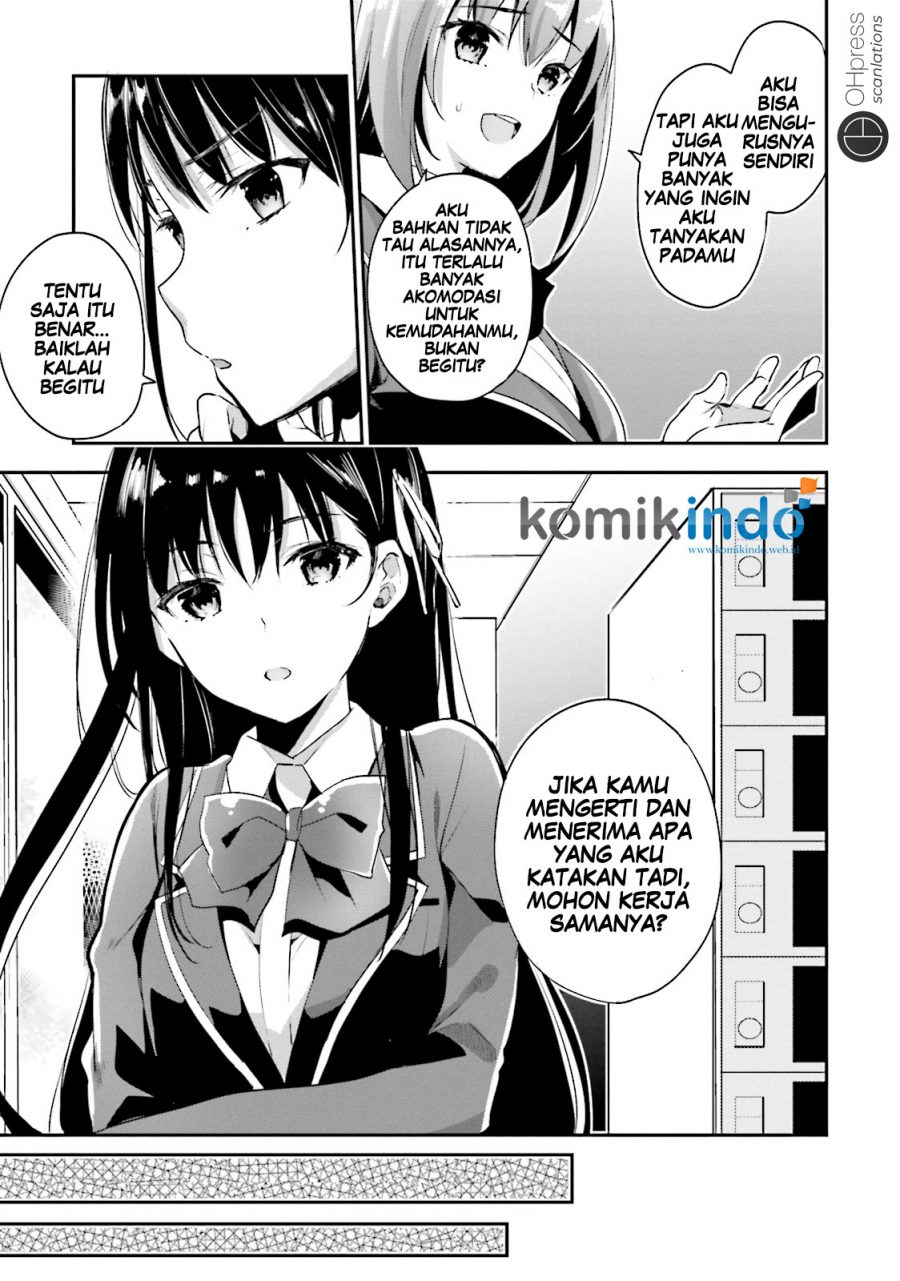 AKU
BISA
MENGU-
RUSNYA
SENDIRI
TAPI AKU
JUGA
PUNYA
BANYAK
YANG INGIN
AKU
TANYAKAN
PADAMU
AKU
BAHKAN TIDAK
TAU ALASANNYA,
ITU TERLALU
BANYAK
AKOMODASI
UNTUK
KEMUDAHANMU,
BUKAN
BEGITU?
TENTU
SAJA ITU
BENAR...
BAIKLAH
KALAU
BEGITU
JIKA KAMU
MENGERTI DAN
MENERIMA APA
YANG AKU
KATAKAN TADI,
MOHON KERJA
SAMANYA?
OHpress
scanlations
komikindo
www.komikindo.web.id